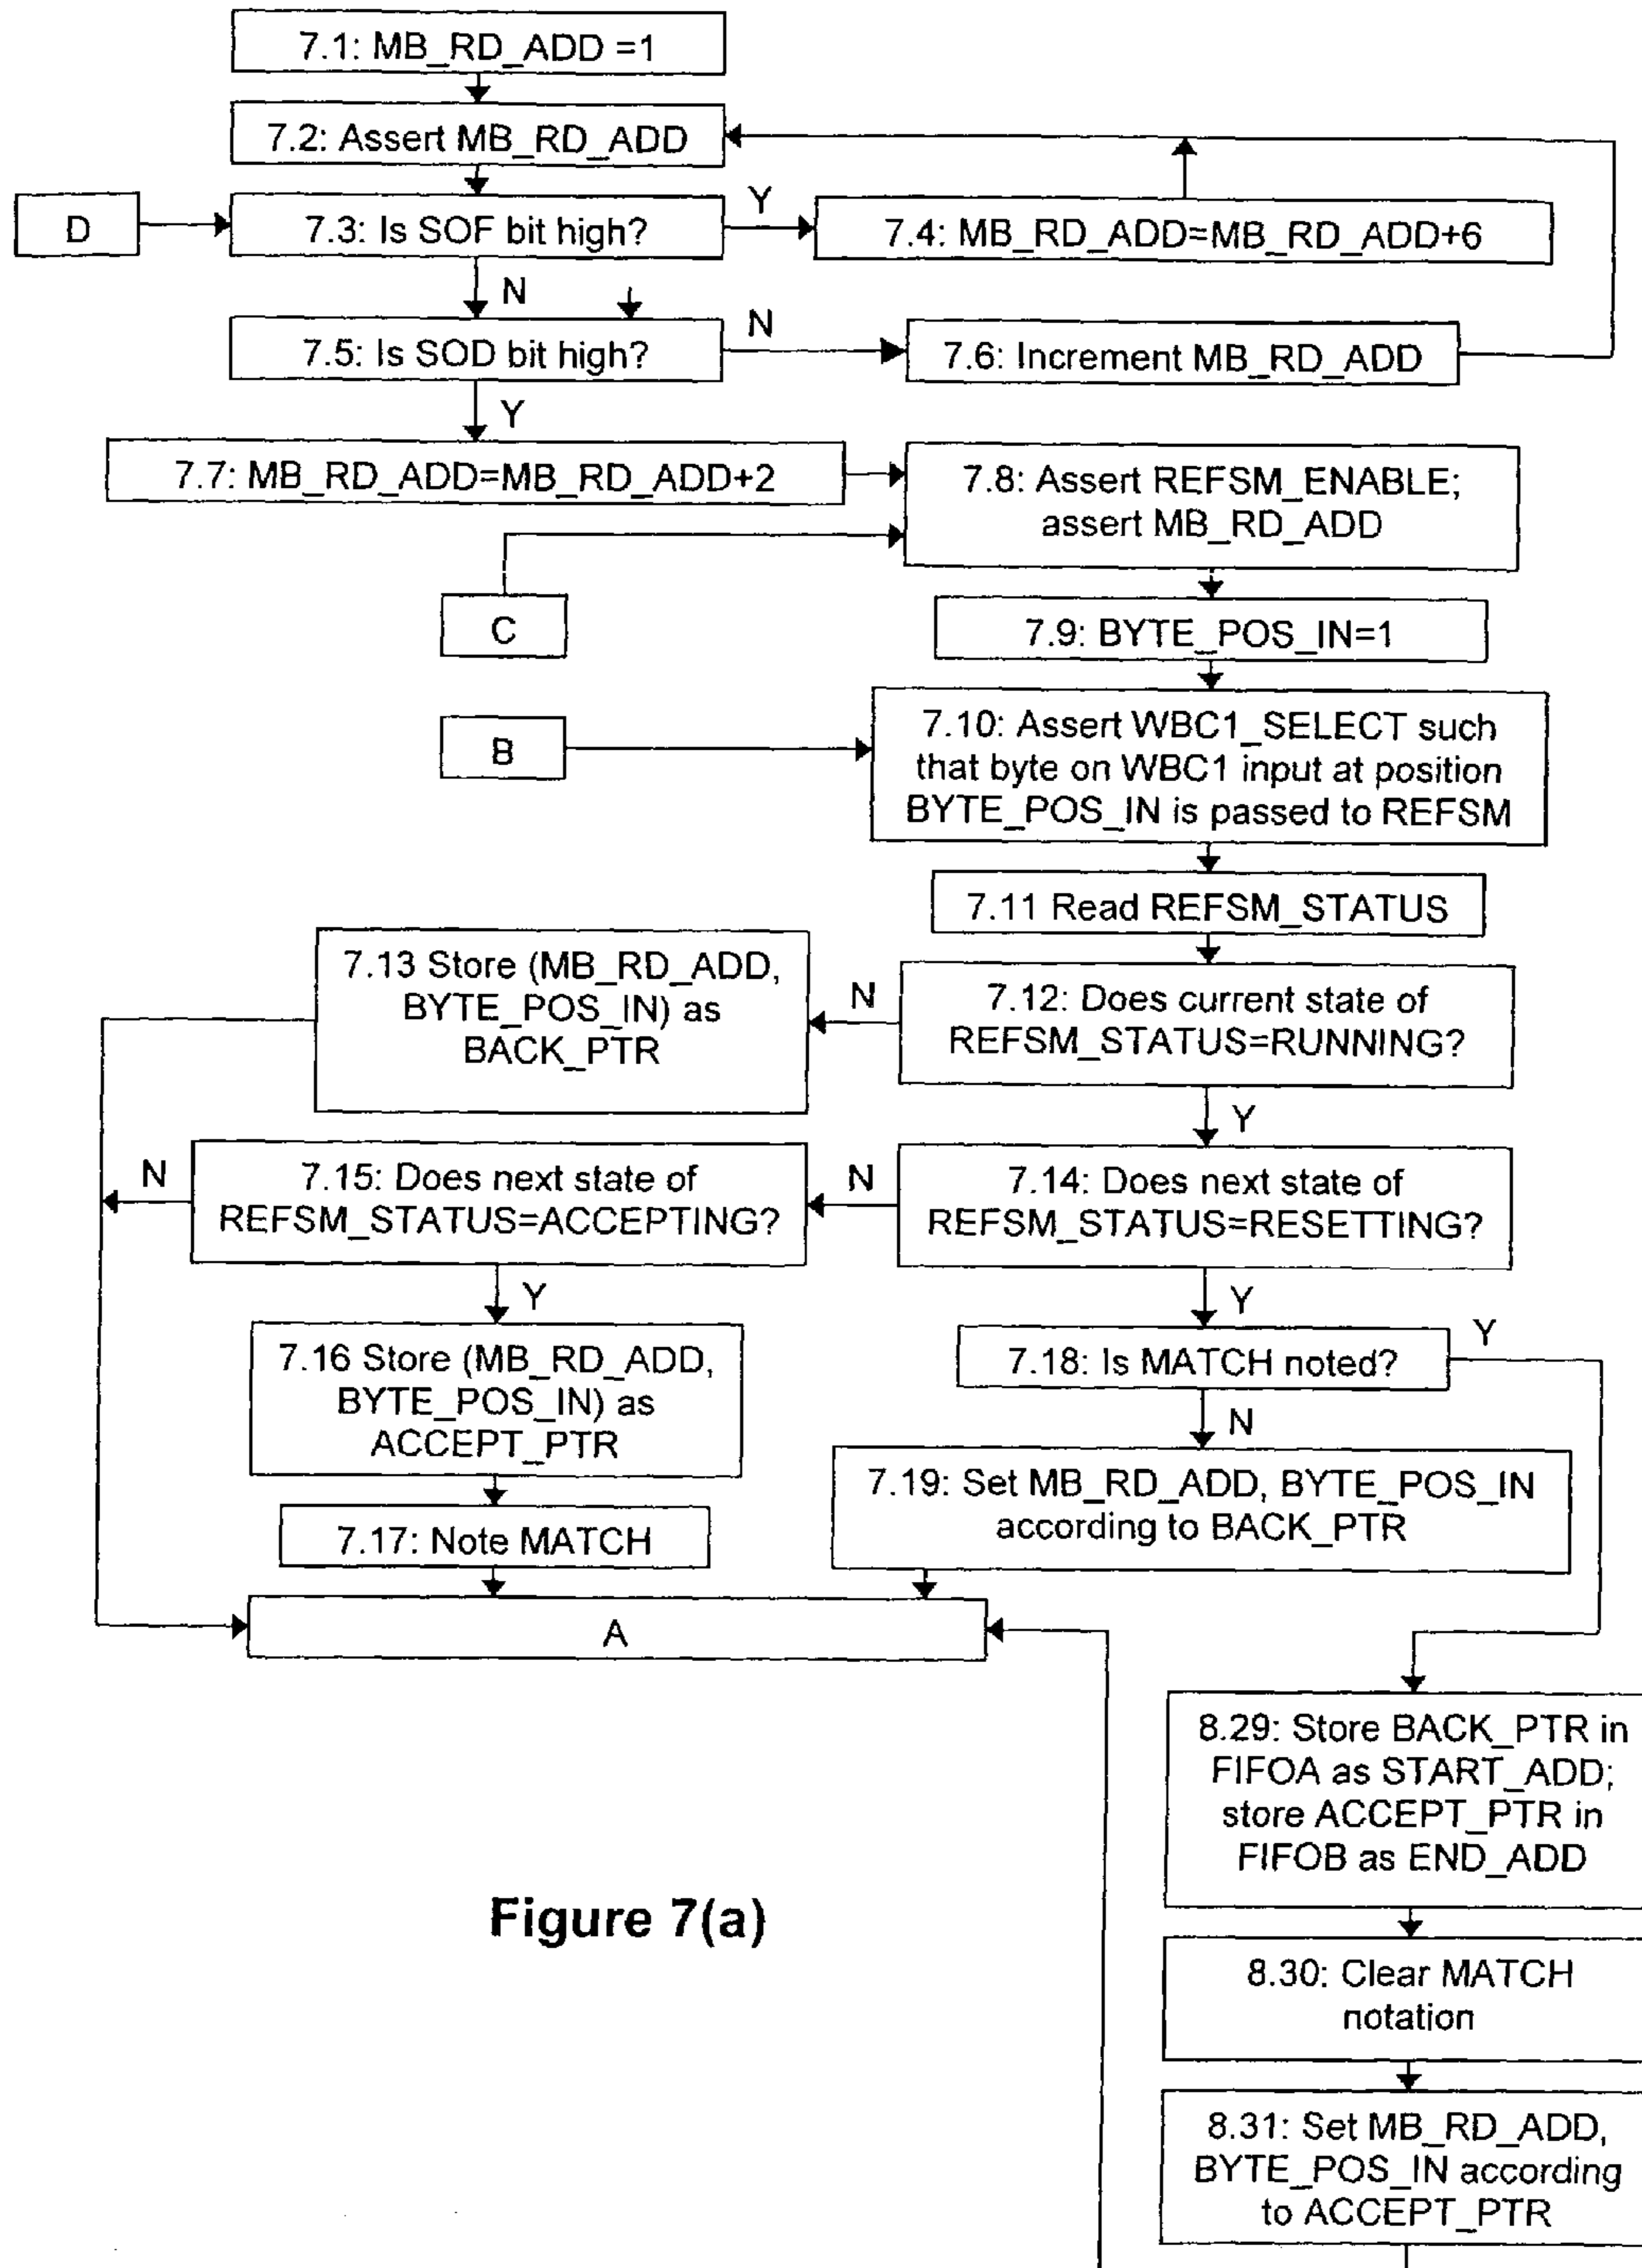 7.1: MB_RD_ADD =1
7.2: Assert MB_RD_ADD
D
7.3: Is SOF bit high?
Y
7.4: MB_RD_ADD=MB_RD_ADD+6
N
7.5: Is SOD bit high?
N
7.6: Increment MB_RD_ADD
Y
7.7: MB_RD_ADD=MB_RD_ADD+2
7.8: Assert REFSM_ENABLE;
assert MB_RD_ADD
C
7.9: BYTE_POS_IN=1
B
7.10: Assert WBC1_SELECT such
that byte on WBC1 input at position
BYTE_POS_IN is passed to REFSM
7.11 Read REFSM_STATUS
7.12: Does current state of
REFSM_STATUS=RUNNING?
N
7.13 Store (MB_RD_ADD,
BYTE_POS_IN) as
BACK_PTR
Y
7.14: Does next state of
REFSM_STATUS=RESETTING?
N
7.15: Does next state of
REFSM_STATUS=ACCEPTING?
N
Y
7.16 Store (MB_RD_ADD,
BYTE_POS_IN) as
ACCEPT_PTR
7.17: Note MATCH
Y
7.18: Is MATCH noted?
Y
N
7.19: Set MB_RD_ADD, BYTE_POS_IN
according to BACK_PTR
A
8.29: Store BACK_PTR in
FIFOA as START_ADD;
store ACCEPT_PTR in
FIFOB as END_ADD
8.30: Clear MATCH
notation
8.31: Set MB_RD_ADD,
BYTE_POS_IN according
to ACCEPT_PTR
Figure 7(a)